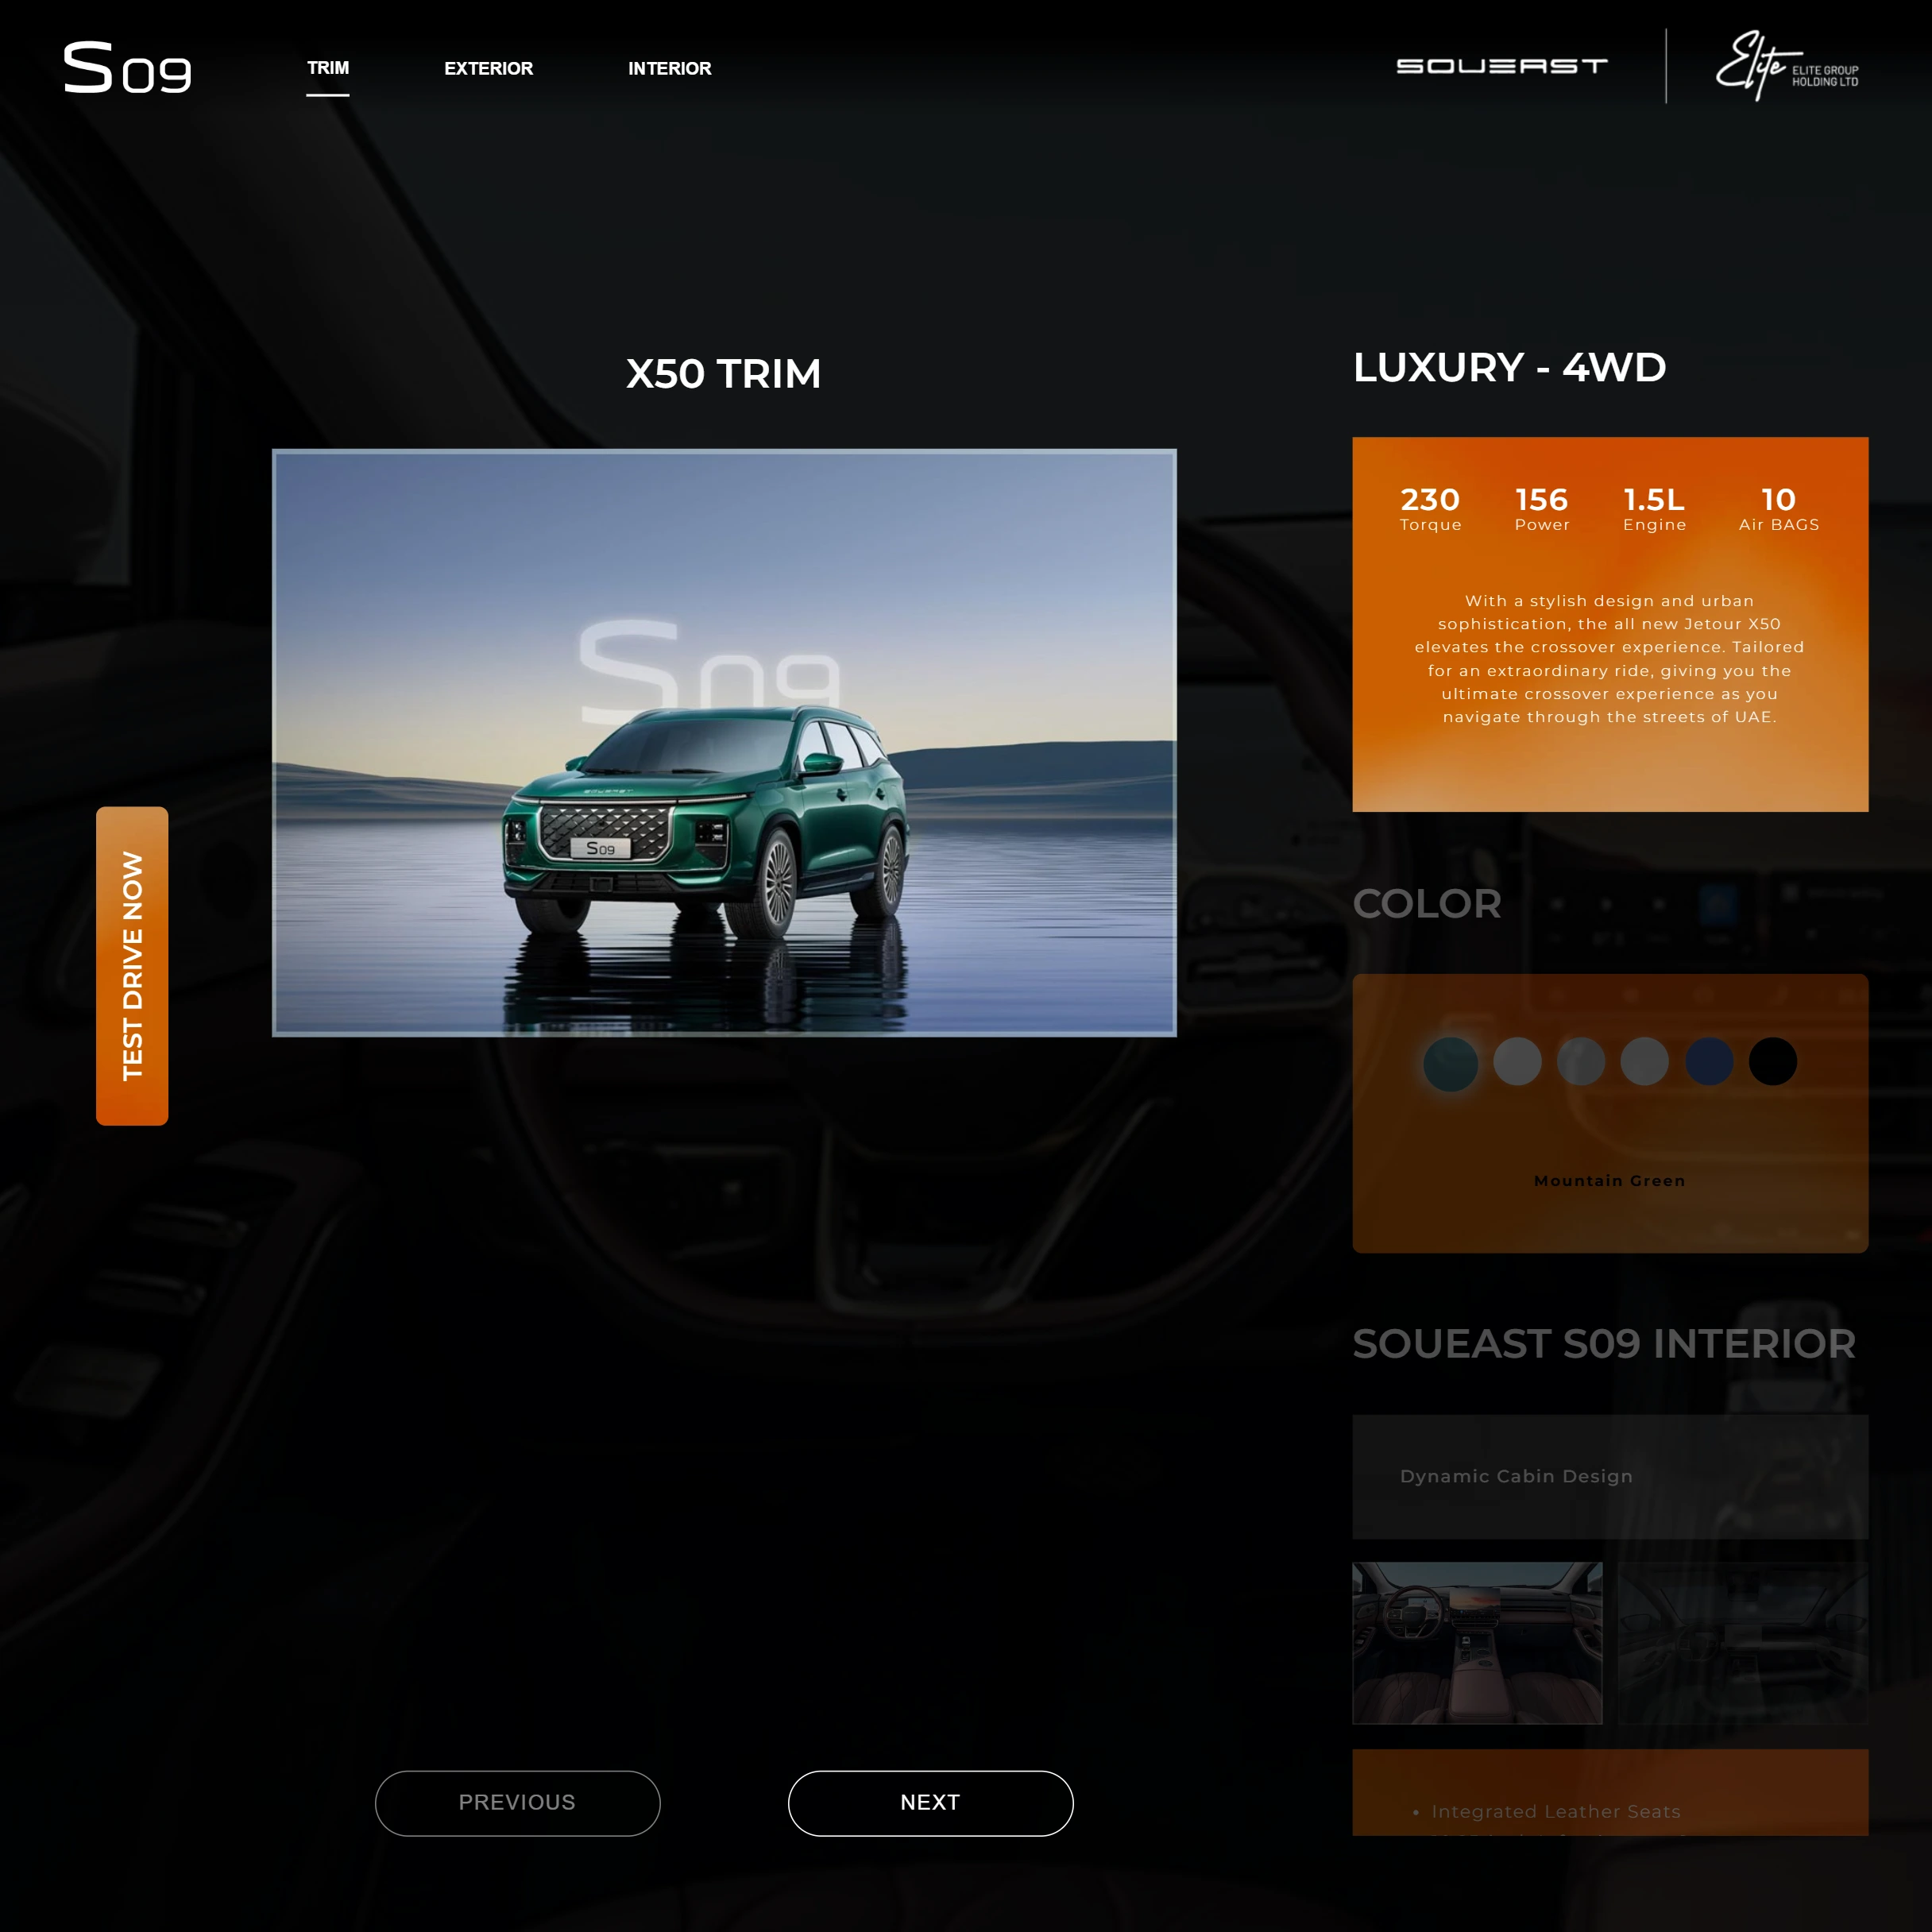 S09
TRIM
EXTERIOR
INTERIOR
SOUEAST
Elite
ELITE GROUP
HOLDING LTD
X50 TRIM
S09
SOUEAST
S09
TEST DRIVE NOW
PREVIOUS
NEXT
LUXURY - 4WD
230
Torque
156
Power
1.5L
Engine
10
Air BAGS
With a stylish design and urban
sophistication, the all new Jetour X50
elevates the crossover experience. Tailored
for an extraordinary ride, giving you the
ultimate crossover experience as you
navigate through the streets of UAE.
COLOR
Mountain Green
SOUEAST S09 INTERIOR
Dynamic Cabin Design
• Integrated Leather Seats